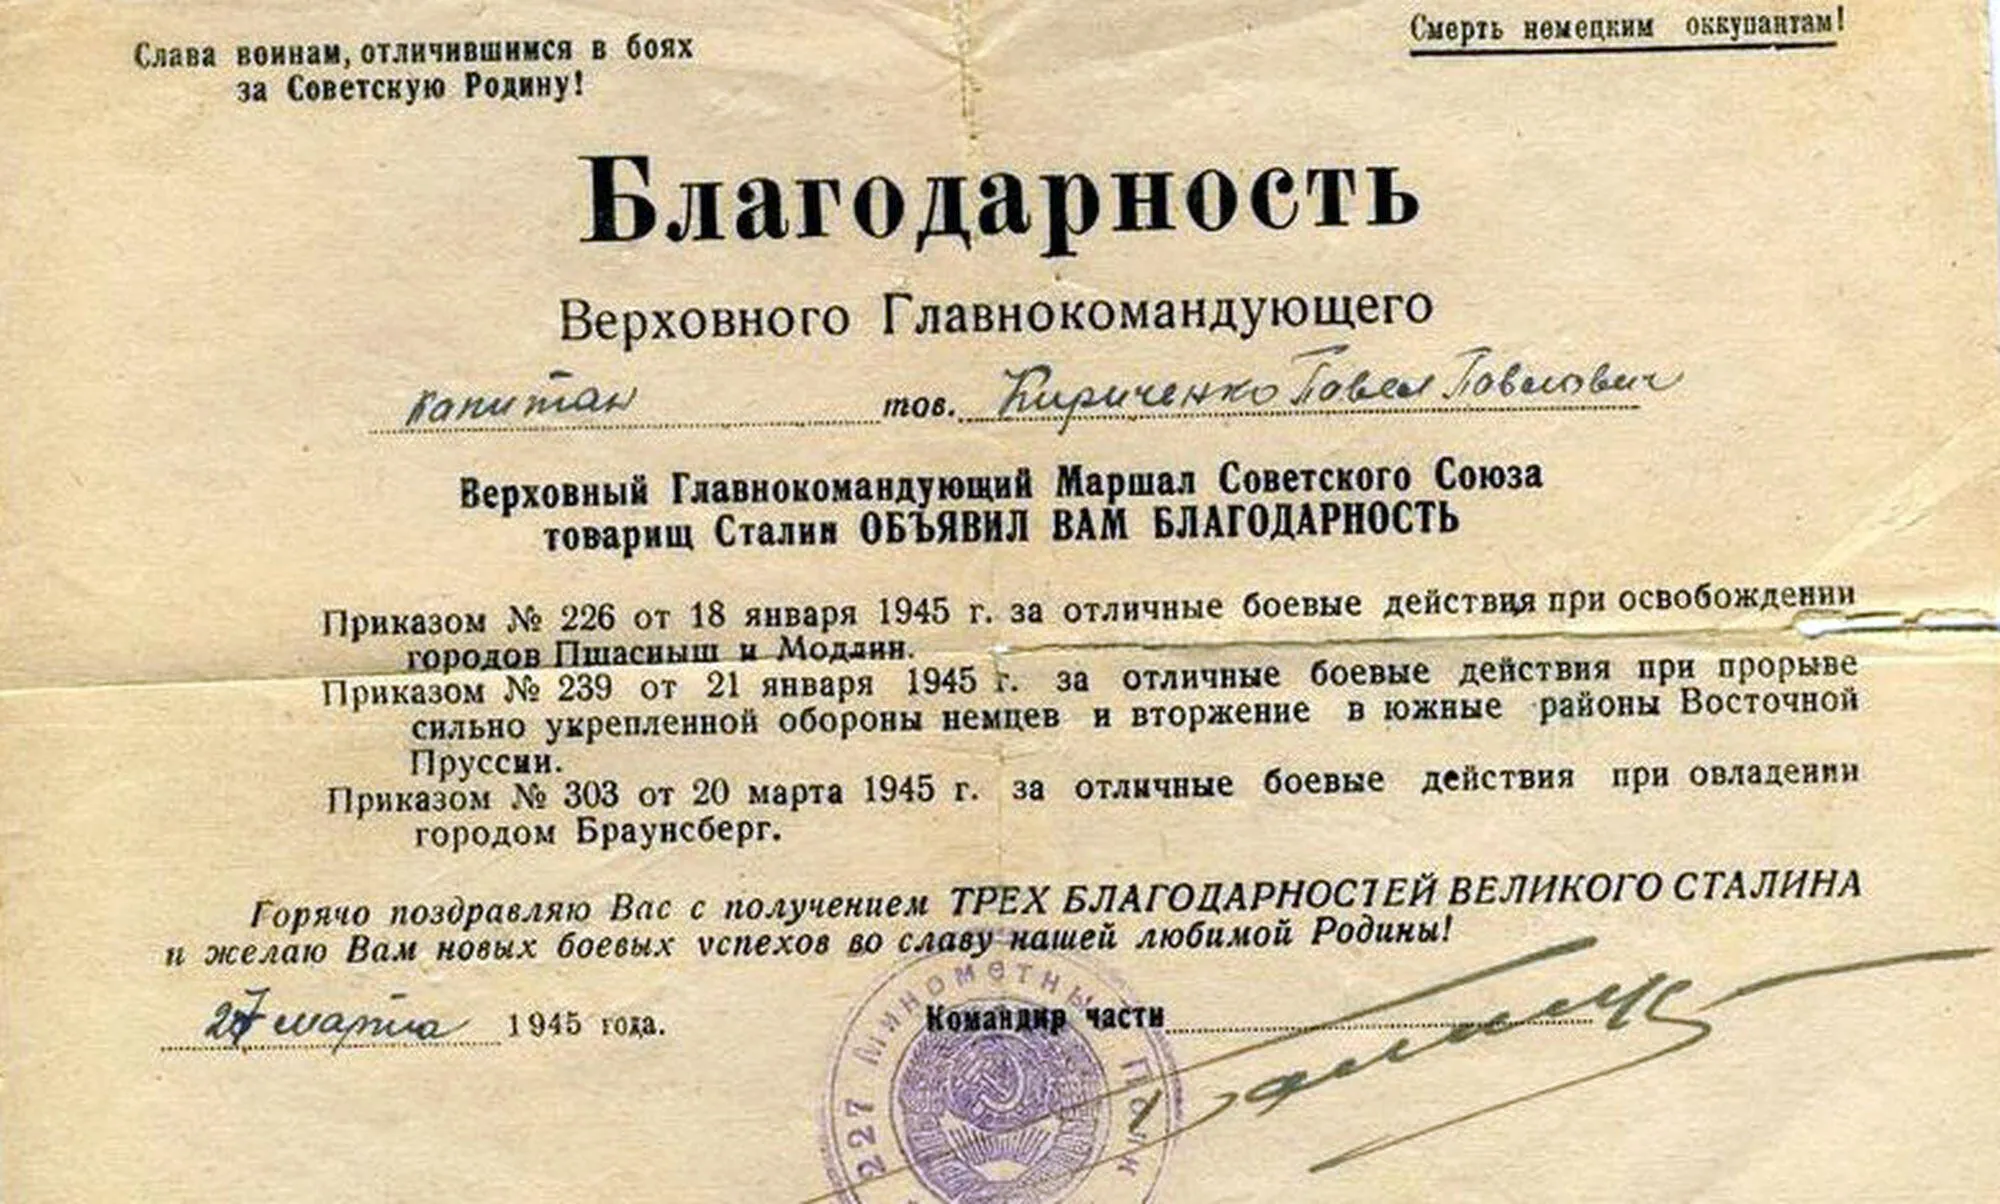 Слава воинам, отличившимся в боях
за Советскую Родину!
Смерть немецким оккупантам!
Благодарность
Верховного Главнокомандующего
капитан тов. Кириченко Павел Павлович
Верховный Главнокомандующий Маршал Советского Союза
товарищ Сталин ОБЪЯВИЛ ВАМ БЛАГОДАРНОСТЬ
Приказом № 226 от 18 января 1945 г. за отличные боевые действия при освобождении
городов Пшасныш и Модлин.
Приказом № 239 от 21 января 1945 г. за отличные боевые действия при прорыве
сильно укрепленной обороны немцев и вторжение в южные районы Восточной
Пруссии.
Приказом № 303 от 20 марта 1945 г. за отличные боевые действия при овладении
городом Браунсберг.
Горячо поздравляю Вас с получением ТРЕХ БЛАГОДАРНОСТЕЙ ВЕЛИКОГО СТАЛИНА
и желаю Вам новых боевых успехов во славу нашей любимой Родины!
27 марта 1945 года.
Командир части
227 Минометный Полк